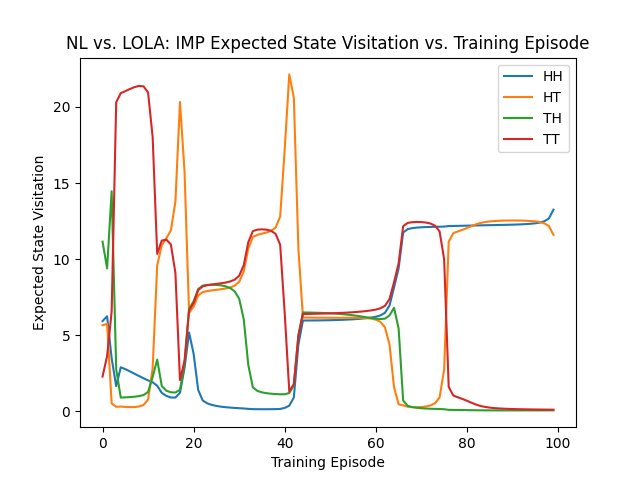 NL vs. LOLA: IMP Expected State Visitation vs. Training Episode
HH
HT
TH
TT
Expected State Visitation
20
15
10
5
0
0 20 40 60 80 100
Training Episode